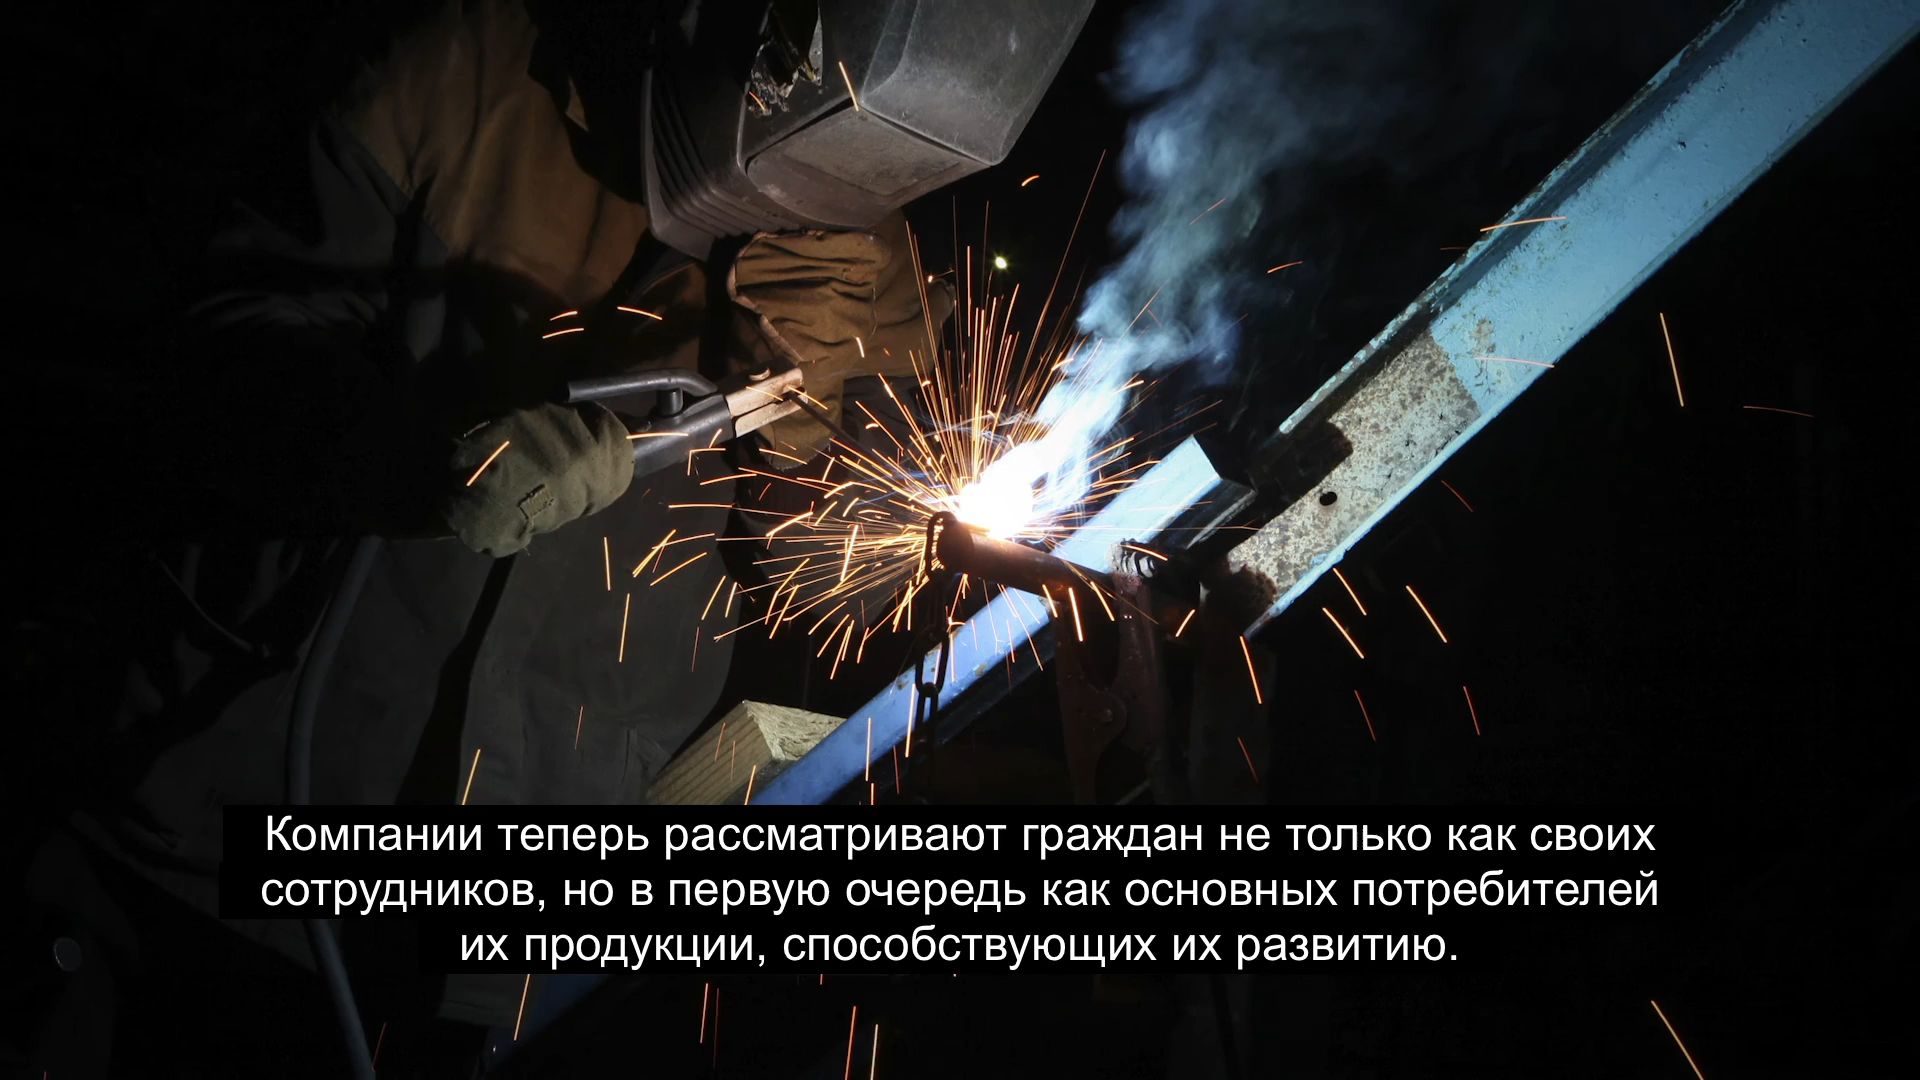 Компании теперь рассматривают граждан не только как своих
сотрудников, но в первую очередь как основных потребителей
их продукции, способствующих их развитию.